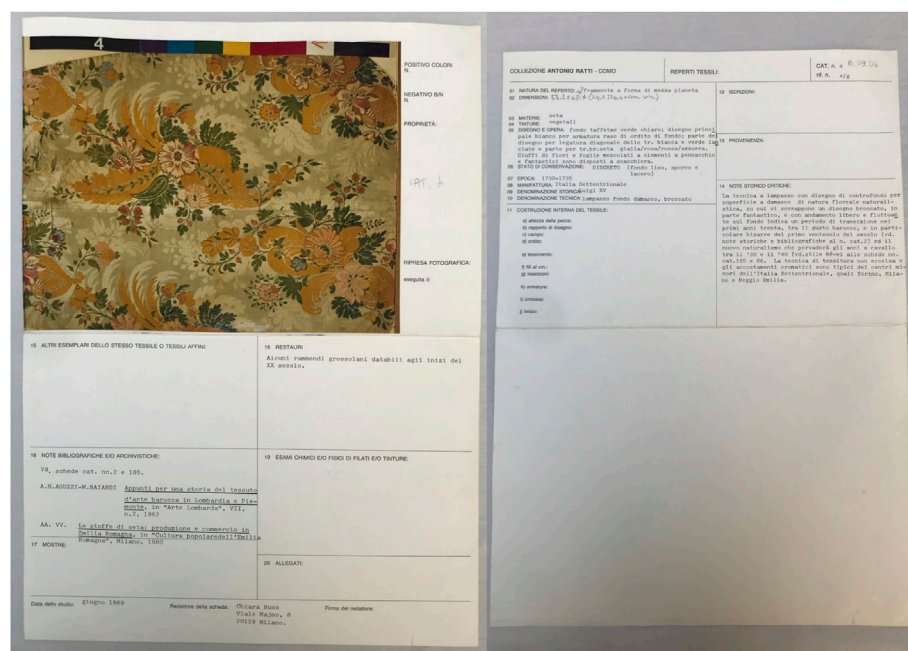 4
POSITIVO COLORI
N.
NEGATIVO B/N
N.
PROPRIETÀ:
CAT. 4
RIPRESA FOTOGRAFICA:
eseguita il:
15 ALTRI ESEMPLARI DELLO STESSO TESSILE O TESSILI AFFINI:
18 RESTAURI
Alcuni rammendi grossolani databili agli inizi del
XX secolo.
16 NOTE BIBLIOGRAFICHE E/O ARCHIVISTICHE:
Vd. schede cat. nn.2 e 185.
A.N.AGUZZI-M.BAIARDI Appunti per una storia del tessuto
d'arte barocca in Lombardia e Pie-
monte, in "Arte Lombarda", VII,
n.2, 1962
AA. VV. Le stoffe di seta: produzione e commercio in
Emilia Romagna, in "Cultura popolaredell'Emilia
Romagna", Milano, 1980
17 MOSTRE:
19 ESAMI CHIMICI E/O FISICI DI FILATI E/O TINTURE:
20 ALLEGATI:
Data dello studio: giugno 1989
Redattore della scheda: Chiara Buss
Viale Majno, 8
20129 Milano.
Firma del redattore:
COLLEZIONE ANTONIO RATTI - COMO
REPERTI TESSILI:
CAT. n. 4
rif. n.
01 NATURA DEL REPERTO: frammento a forma di mezza pianeta
02 DIMENSIONI:
03 MATERIE: seta
04 TINTURE: vegetali
05 DISEGNO E OPERA: fondo taffetas verde chiaro; disegno princi
pale bianco per armatura raso di ordito di fondo; parte del
disegno per legatura diagonale delle tr. bianca e verde lan
ciate e parte per tr.br.seta gialla/rosa/rossa/azzurra.
Ciuffi di fiori e foglie mescolati a elementi a pennacchio
e fantastici sono disposti a scacchiera.
06 STATO DI CONSERVAZIONE: DISCRETO (fondo liso, sporco e
lacero)
07 EPOCA: 1730-1735
08 MANIFATTURA: Italia Settentrionale
09 DENOMINAZIONE STORICA: Luigi XV
10 DENOMINAZIONE TECNICA: lampasso fondo damasco, broccato
11 COSTRUZIONE INTERNA DEL TESSILE:
a) altezza della pezza:
b) rapporto di disegno:
c) campo:
d) ordito:
e) tessimento:
f) fili al cm.:
g) inserzioni:
h) armature:
i) cimosse:
j) telaio:
12 ISCRIZIONI:
13 PROVENIENZA:
14 NOTE STORICO CRITICHE:
La tecnica a lampasso con disegno di controfondo per
superficie a damasco di natura floreale naturali-
stica, su cui si sovrappone un disegno broccato, in
parte fantastico, e con andamento libero e fluttuan
te sul fondo indica un periodo di transizione nei
primi anni trenta, tra il gusto barocco, e in parti-
colare bizarre del primo ventennio del secolo (vd.
note storiche e bibliografiche al n. cat.2) ed il
nuovo naturalismo che pervaderà gli anni a cavallo
tra il '30 e il '40 (vd.stile Révei alle schede nn.
cat.185 e 86. La tecnica di tessitura non eccelsa e
gli accostamenti cromatici sono tipici dei centri mi-
nori dell'Italia Settentrionale, quali Torino, Mila-
no e Reggio Emilia.